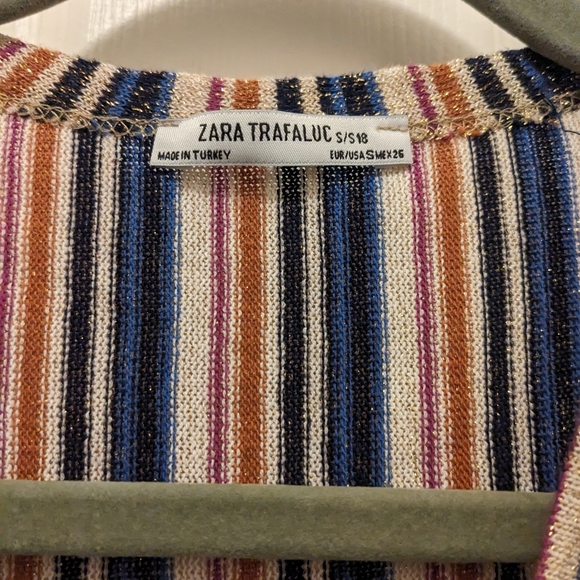 ZARA TRAFALUC S/S18
MADE IN TURKEY EUR/USA S MEX 26